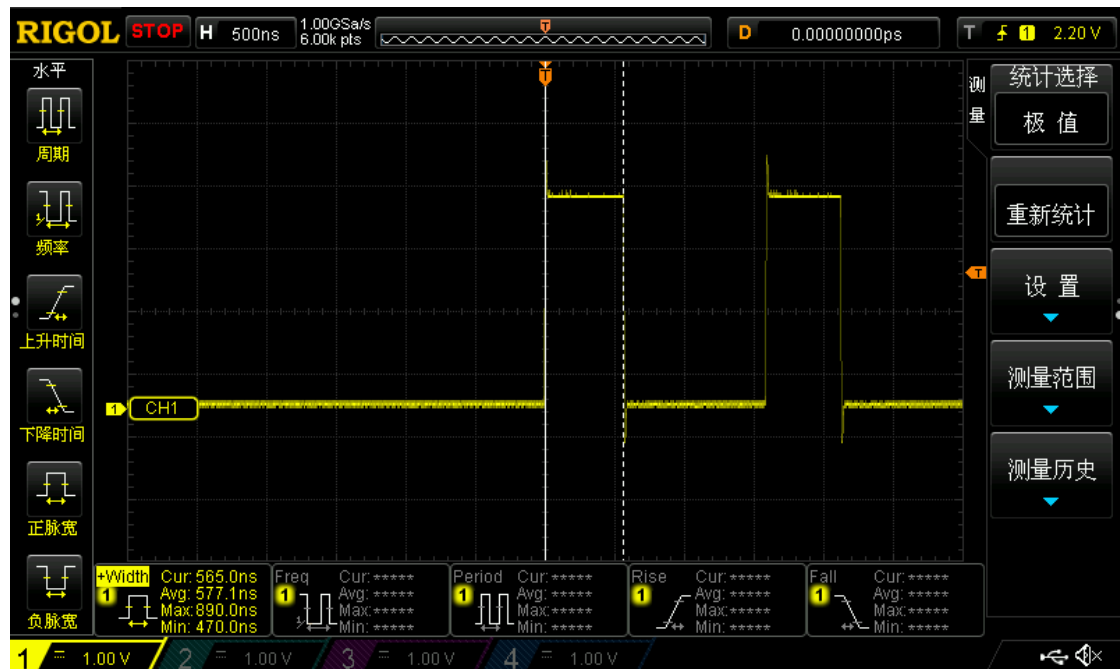 RIGOL STOP H 500ns 1.00GSa/s 6.00k pts T D 0.00000000ps T 1 2.20 V
水平
周期
频率
上升时间
下降时间
正脉宽
负脉宽
T
T
1 CH1
测量
统计选择
极值
重新统计
设置
测量范围
测量历史
+Width Cur: 565.0ns
1 Avg: 577.1ns
Max: 890.0ns
Min: 470.0ns
Freq Cur: *****
1 Avg: *****
Max: *****
Min: *****
Period Cur: *****
1 Avg: *****
Max: *****
Min: *****
Rise Cur: *****
1 Avg: *****
Max: *****
Min: *****
Fall Cur: *****
1 Avg: *****
Max: *****
Min: *****
1 = 1.00 V 2 = 1.00 V 3 = 1.00 V 4 = 1.00 V